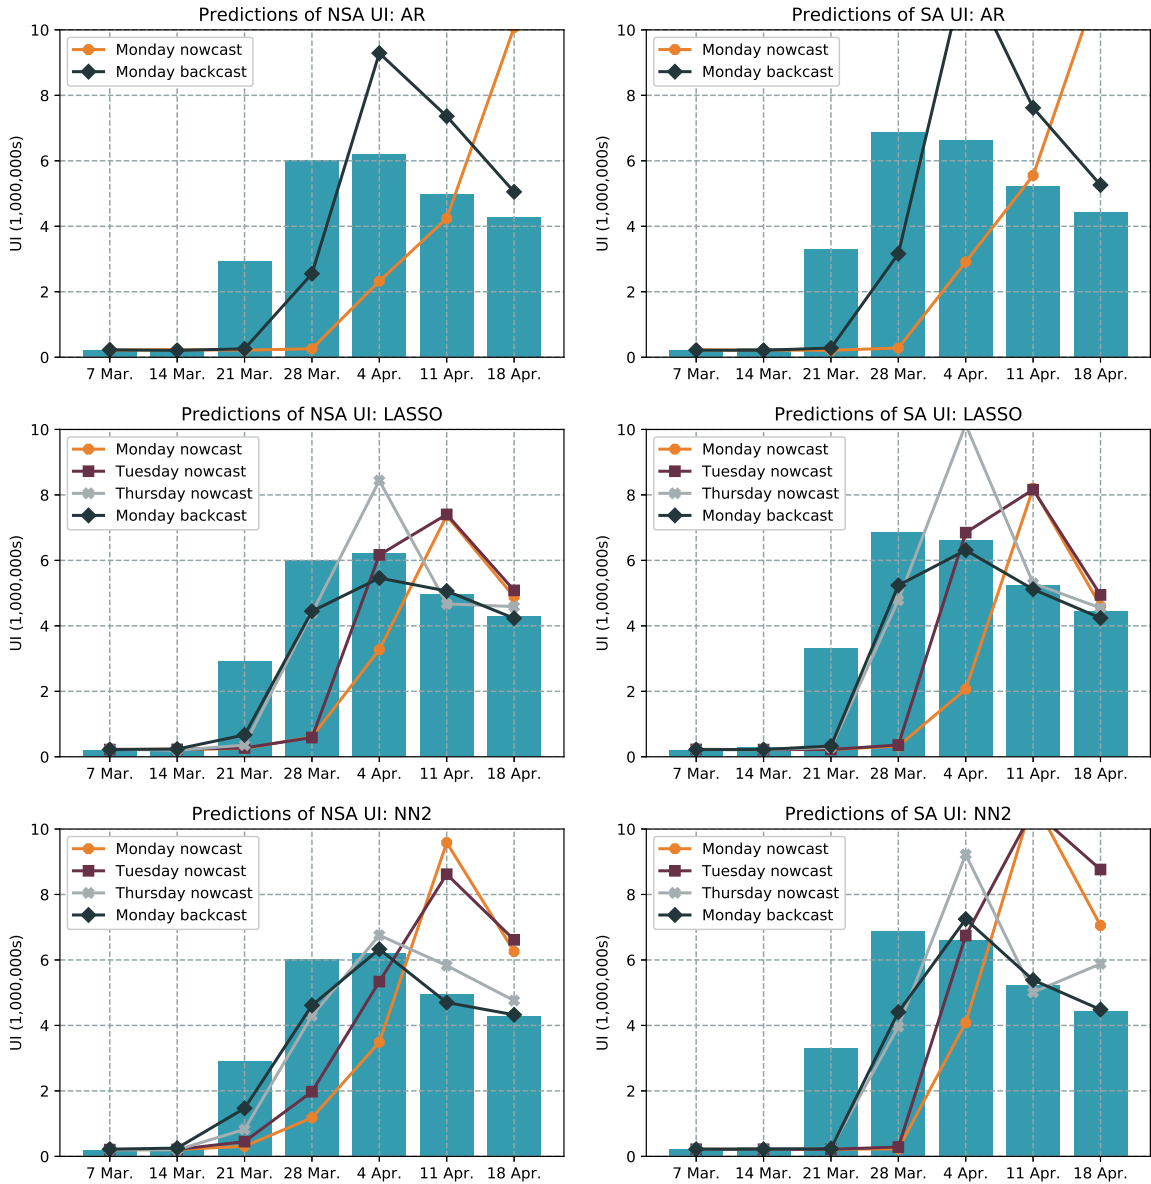 Predictions of NSA UI: AR
10
8
6
4
2
0
UI (1,000,000s)
Monday nowcast
Monday backcast
7 Mar. 14 Mar. 21 Mar. 28 Mar. 4 Apr. 11 Apr. 18 Apr.
Predictions of SA UI: AR
10
8
6
4
2
0
UI (1,000,000s)
Monday nowcast
Monday backcast
7 Mar. 14 Mar. 21 Mar. 28 Mar. 4 Apr. 11 Apr. 18 Apr.
Predictions of NSA UI: LASSO
10
8
6
4
2
0
UI (1,000,000s)
Monday nowcast
Tuesday nowcast
Thursday nowcast
Monday backcast
7 Mar. 14 Mar. 21 Mar. 28 Mar. 4 Apr. 11 Apr. 18 Apr.
Predictions of SA UI: LASSO
10
8
6
4
2
0
UI (1,000,000s)
Monday nowcast
Tuesday nowcast
Thursday nowcast
Monday backcast
7 Mar. 14 Mar. 21 Mar. 28 Mar. 4 Apr. 11 Apr. 18 Apr.
Predictions of NSA UI: NN2
10
8
6
4
2
0
UI (1,000,000s)
Monday nowcast
Tuesday nowcast
Thursday nowcast
Monday backcast
7 Mar. 14 Mar. 21 Mar. 28 Mar. 4 Apr. 11 Apr. 18 Apr.
Predictions of SA UI: NN2
10
8
6
4
2
0
UI (1,000,000s)
Monday nowcast
Tuesday nowcast
Thursday nowcast
Monday backcast
7 Mar. 14 Mar. 21 Mar. 28 Mar. 4 Apr. 11 Apr. 18 Apr.